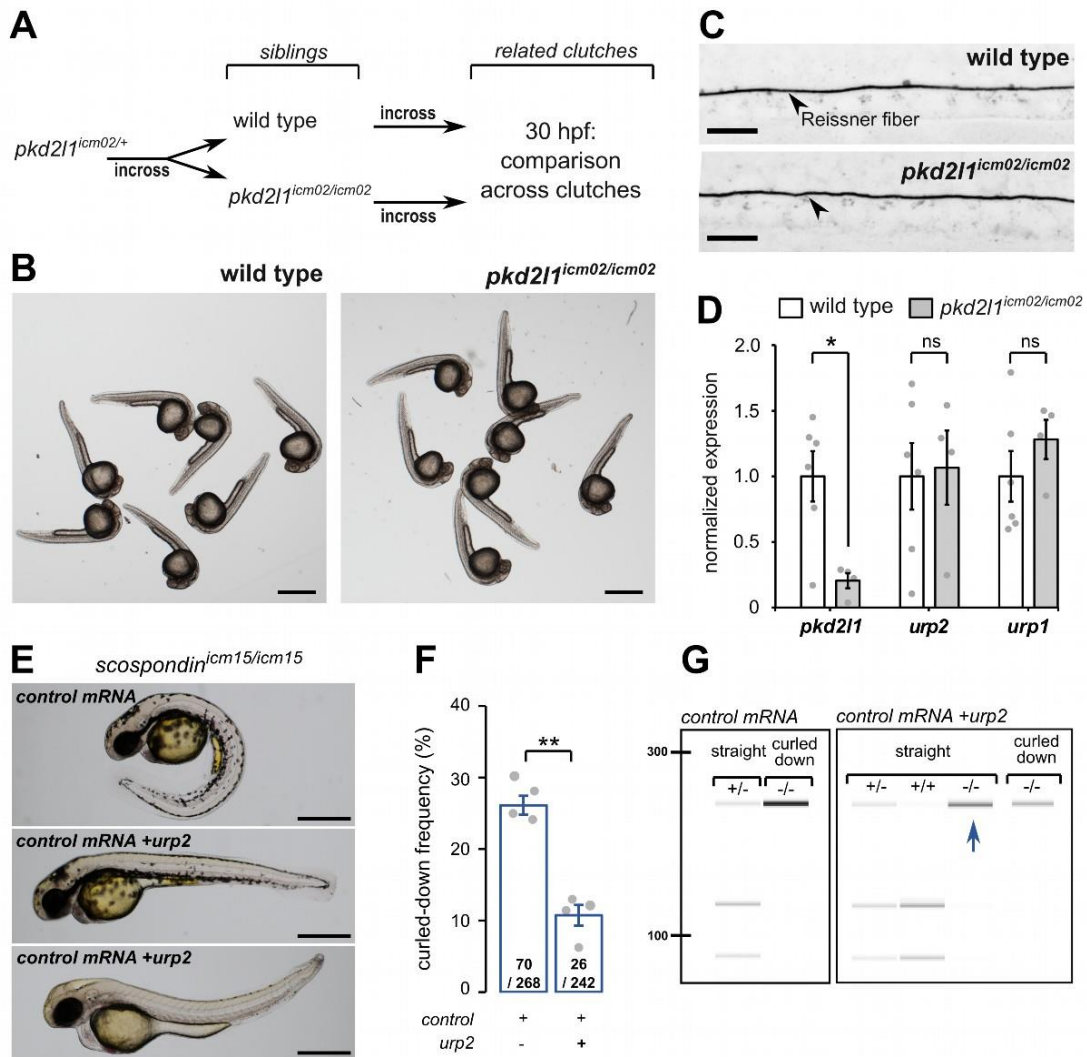 A
siblings
related clutches
pkd2l1icm02/+
incross
wild type
pkd2l1icm02/icm02
incross
incross
30 hpf:
comparison
across clutches
B
wild type
pkd2l1icm02/icm02
C
wild type
Reissner fiber
pkd2l1icm02/icm02
D
wild type
pkd2l1icm02/icm02
normalized expression
2.0
1.5
1.0
0.5
0
*
ns
ns
pkd2l1
urp2
urp1
E
scospondinicm15/icm15
control mRNA
control mRNA +urp2
control mRNA +urp2
F
curled-down frequency (%)
40
30
20
10
0
**
70
/ 268
26
/ 242
control + +
urp2 - +
G
control mRNA
control mRNA +urp2
300
100
straight
curled
down
+/- -/-
straight
curled
down
+/- +/+ -/- -/-